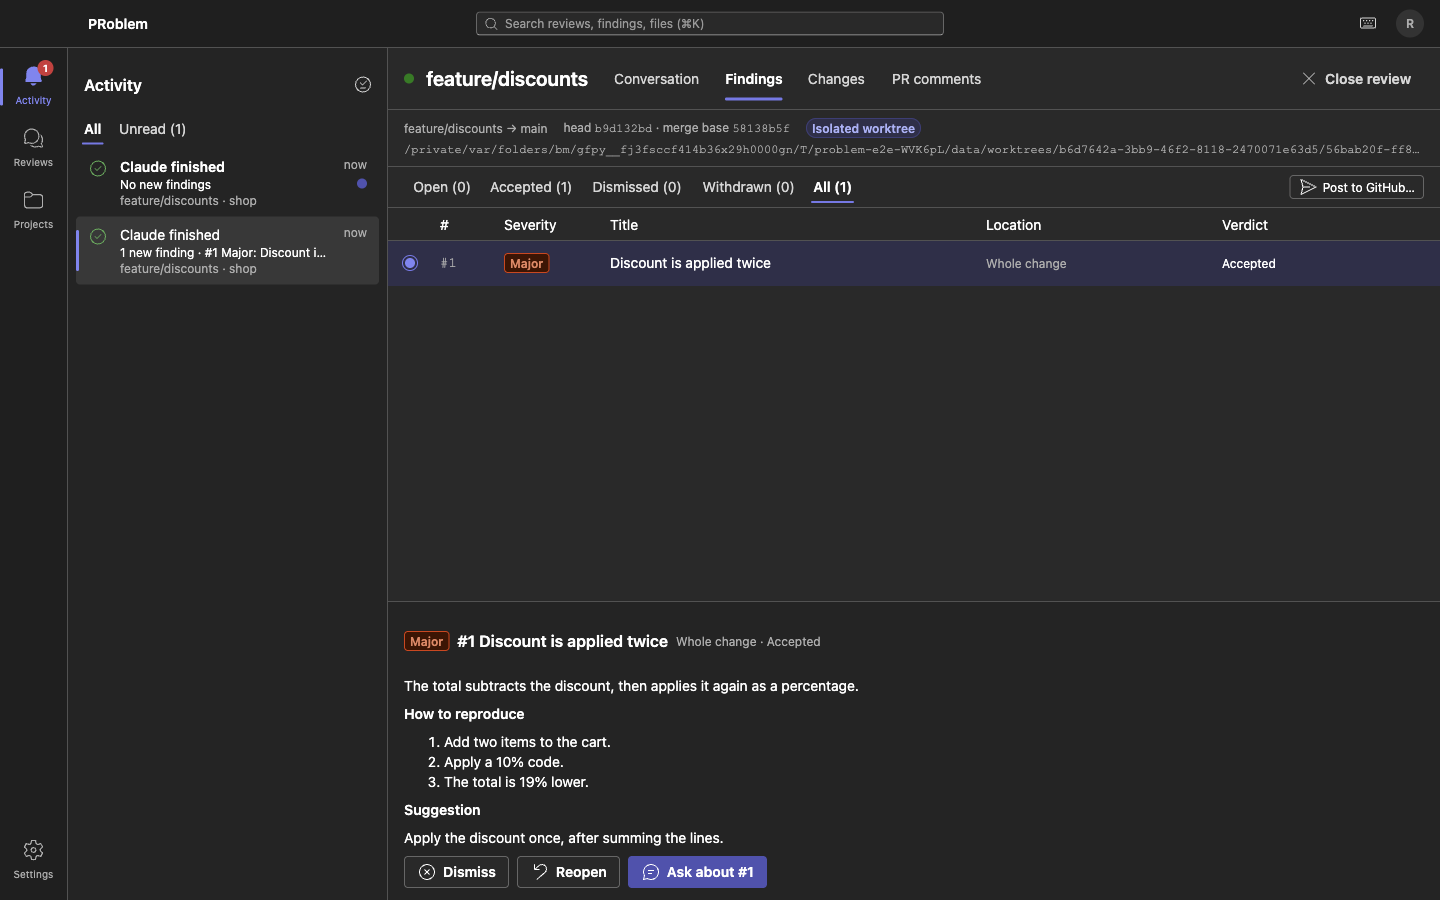 PRoblem
Search reviews, findings, files (⌘K)
R
1
Activity
Reviews
Projects
Settings
Activity
All
Unread (1)
Claude finished
now
No new findings
feature/discounts · shop
Claude finished
now
1 new finding · #1 Major: Discount i...
feature/discounts · shop
feature/discounts
Conversation
Findings
Changes
PR comments
Close review
feature/discounts → main
head b9d132bd · merge base 58138b5f
Isolated worktree
/private/var/folders/bm/gfpy__fj3fsccf414b36x29h0000gn/T/problem-e2e-WVK6pL/data/worktrees/b6d7642a-3bb9-46f2-8118-2470071e63d5/56bab20f-ff8...
Open (0)
Accepted (1)
Dismissed (0)
Withdrawn (0)
All (1)
Post to GitHub...
# Severity Title Location Verdict
#1 Major Discount is applied twice Whole change Accepted
Major #1 Discount is applied twice Whole change · Accepted
The total subtracts the discount, then applies it again as a percentage.
How to reproduce
1. Add two items to the cart.
2. Apply a 10% code.
3. The total is 19% lower.
Suggestion
Apply the discount once, after summing the lines.
Dismiss
Reopen
Ask about #1